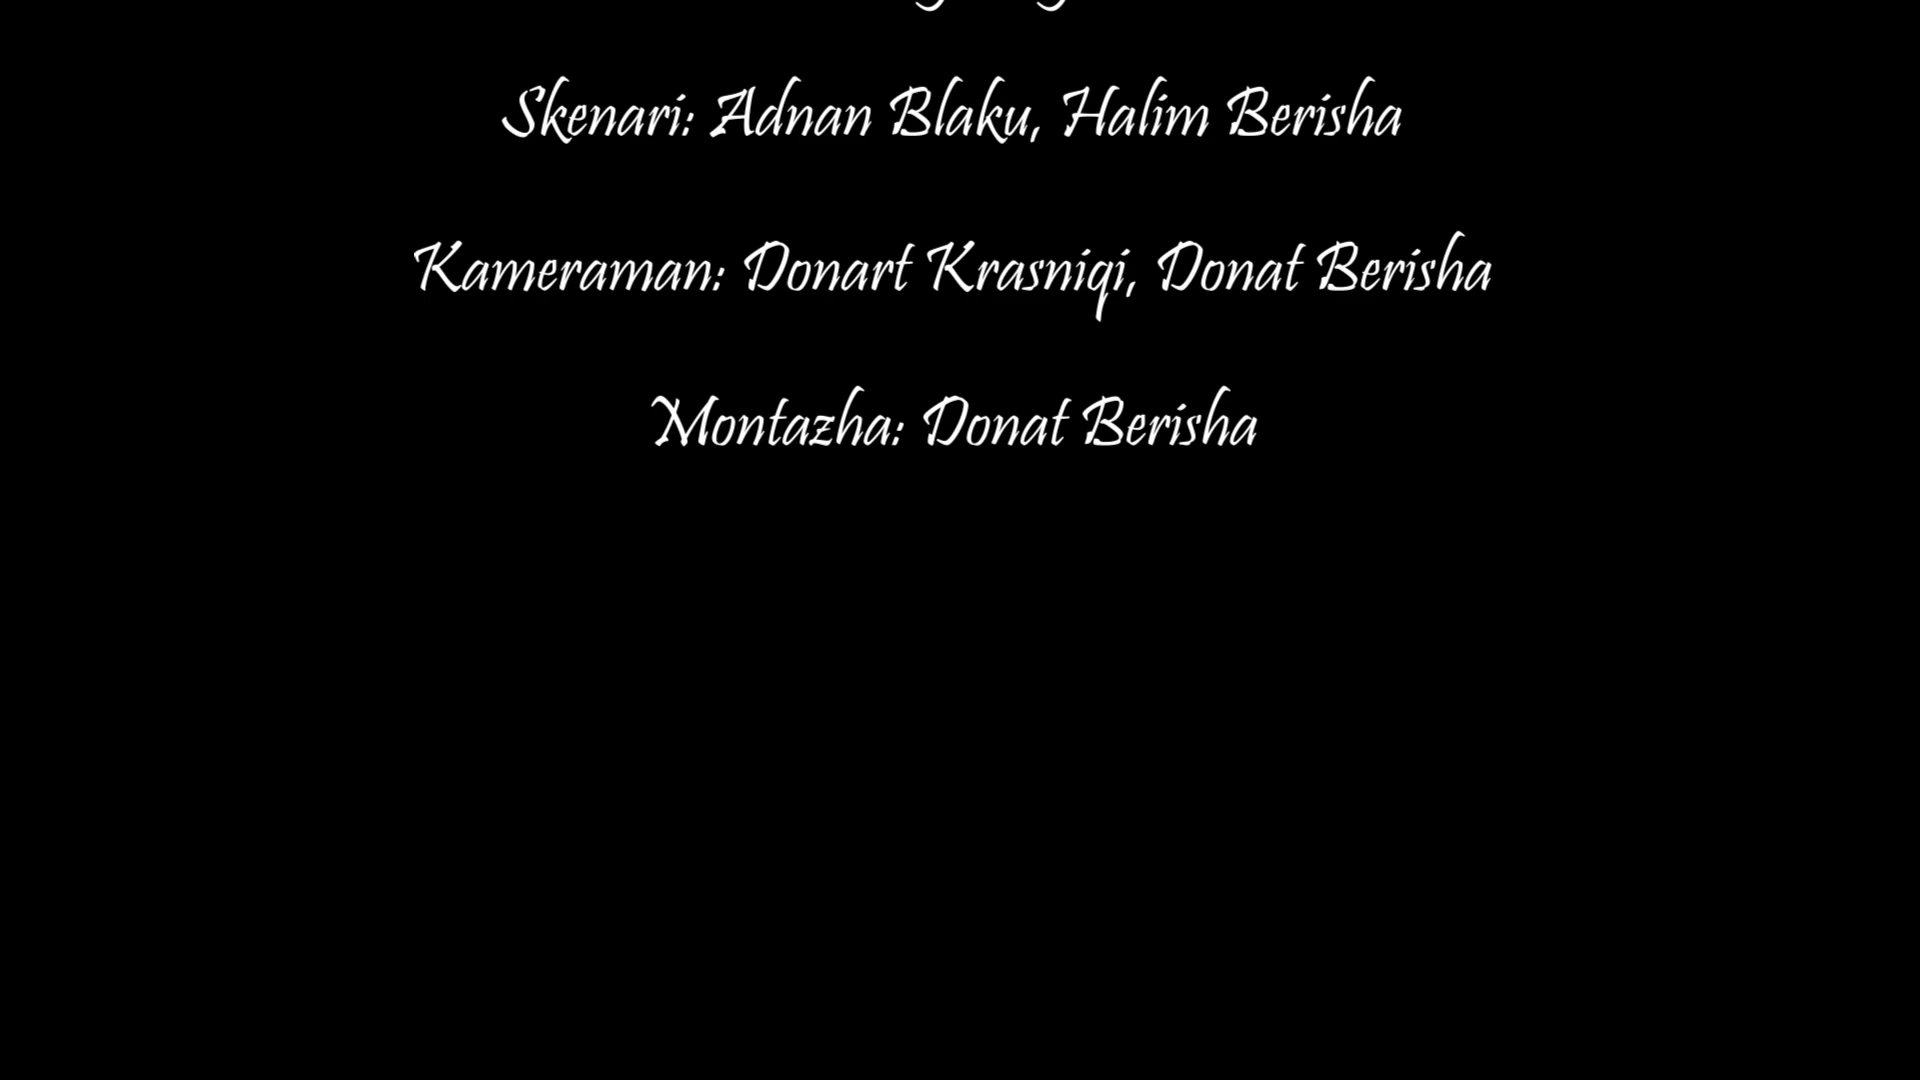 Skenari: Adnan Blaku, Halim Berisha
Kameraman: Donart Krasniqi, Donat Berisha
Montazha: Donat Berisha